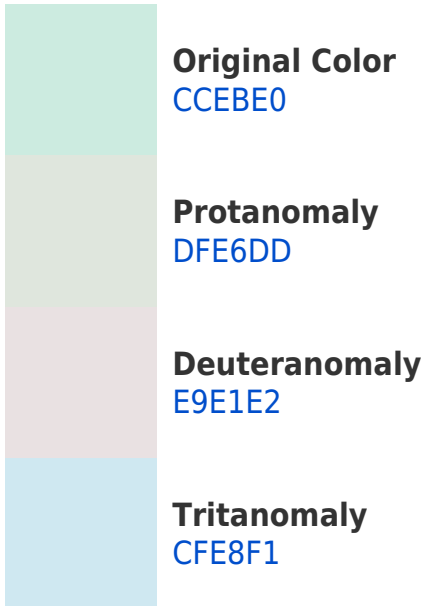 Original Color
CCEBE0
Protanomaly
DFE6DD
Deuteranomaly
E9E1E2
Tritanomaly
CFE8F1